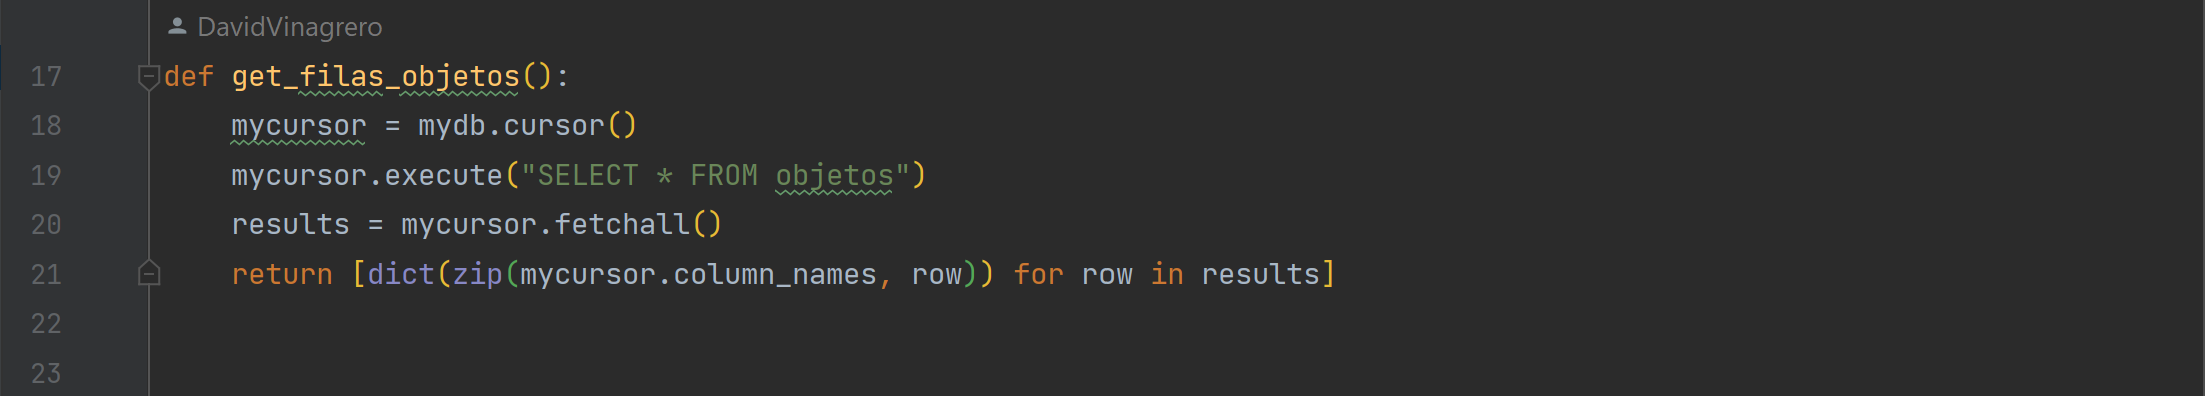 DavidVinagrero
17 def get_filas_objetos():
18     mycursor = mydb.cursor()
19     mycursor.execute("SELECT * FROM objetos")
20     results = mycursor.fetchall()
21     return [dict(zip(mycursor.column_names, row)) for row in results]
22
23